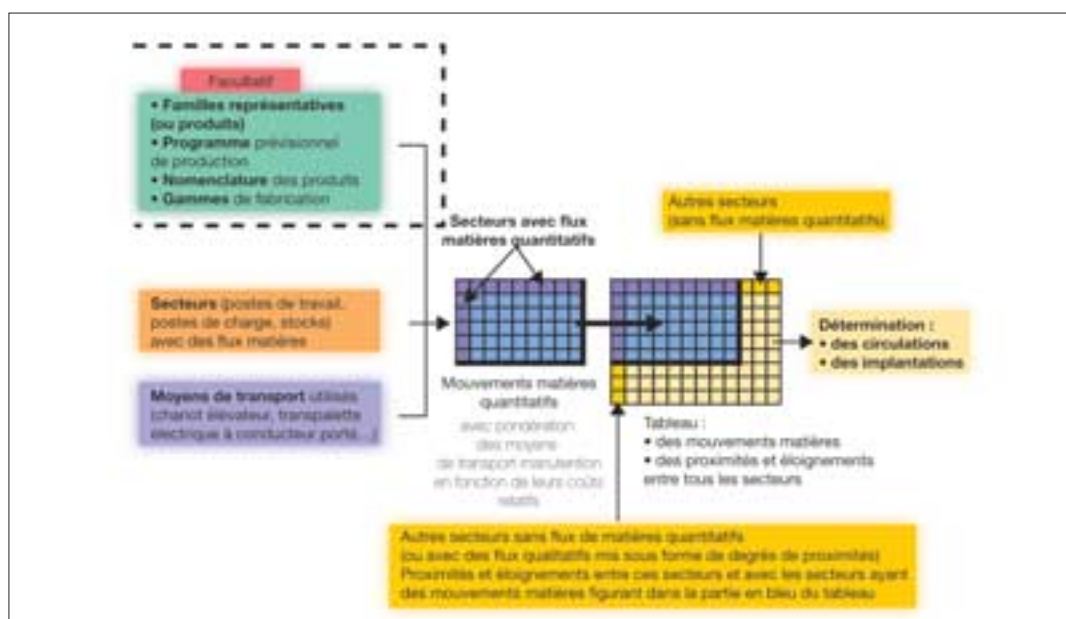 Facultatif
• Familles représentatives
(ou produits)
• Programme prévisionnel
de production
• Nomenclature des produits
• Gammes de fabrication
Secteurs avec flux
matières quantitatifs
Autres secteurs
(sans flux matières quantitatifs)
Secteurs (postes de travail,
postes de charge, stocks)
avec des flux matières
Détermination :
• des circulations
• des implantations
Moyens de transport utilisés
(chariot élévateur, transpalette
électrique à conducteur porté...)
Mouvements matières
quantitatifs
avec pondération
des moyens
de transport manutention
en fonction de leurs coûts
relatifs
Tableau :
• des mouvements matières
• des proximités et éloignements
entre tous les secteurs
Autres secteurs sans flux de matières quantitatifs
(ou avec des flux qualitatifs mis sous forme de degrés de proximités)
Proximités et éloignements entre ces secteurs et avec les secteurs ayant
des mouvements matières figurant dans la partie en bleu du tableau